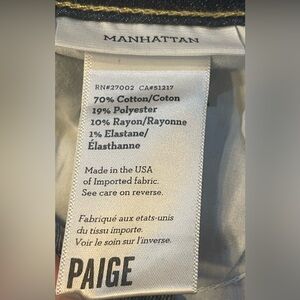 MANHATTAN
RN#27002 CA#51217
70% Cotton/Coton
19% Polyester
10% Rayon/Rayonne
1% Elastane/
Élasthanne
Made in the USA
of Imported fabric.
See care on reverse.
Fabriqué aux etats-unis
du tissu importe.
Voir le soin sur l'inverse.
PAIGE